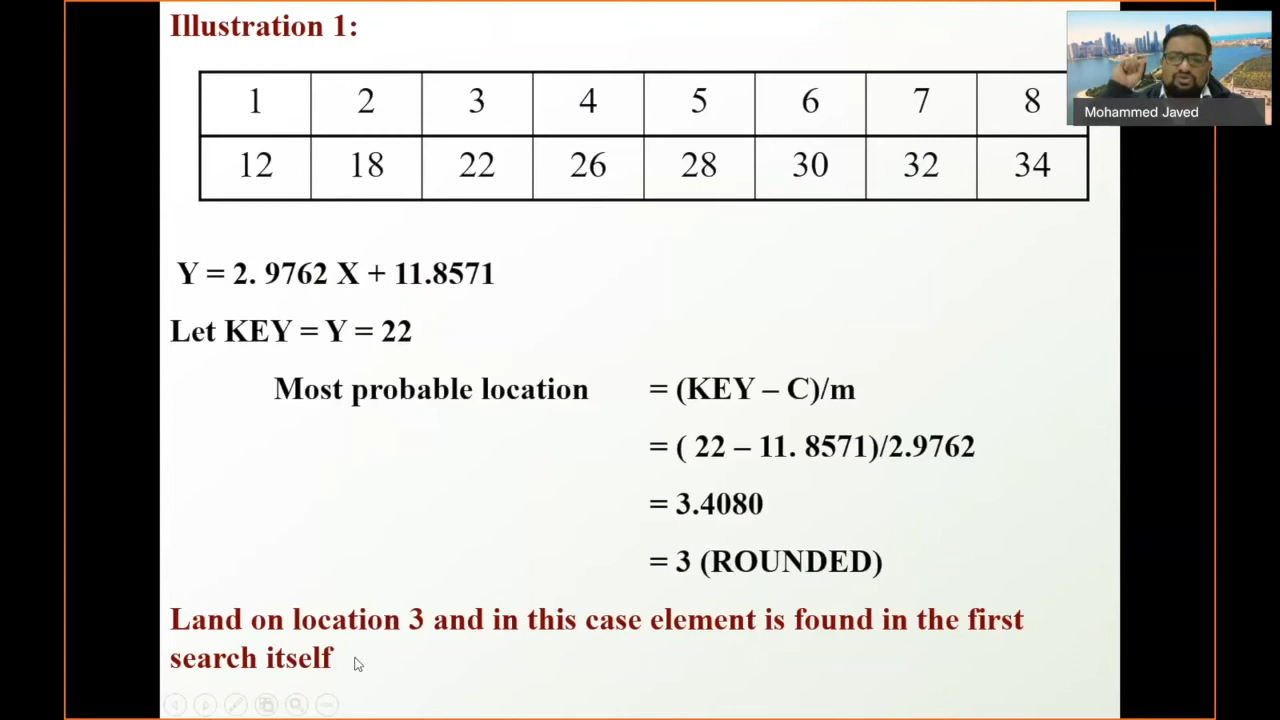 Illustration 1:
Mohammed Javed
1 2 3 4 5 6 7 8
12 18 22 26 28 30 32 34
Y = 2. 9762 X + 11.8571
Let KEY = Y = 22
Most probable location = (KEY – C)/m
= ( 22 – 11. 8571)/2.9762
= 3.4080
= 3 (ROUNDED)
Land on location 3 and in this case element is found in the first
search itself